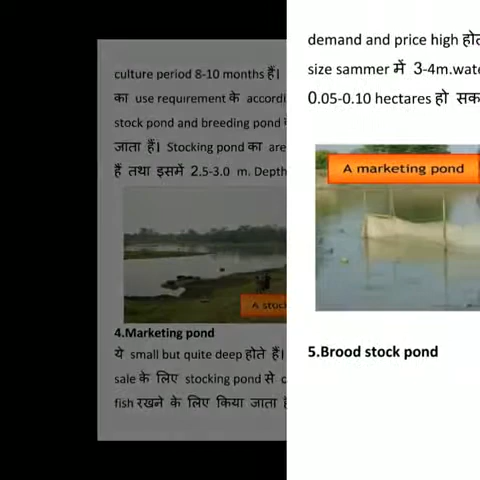 culture period 8-10 months हैं।
का use requirement के accordi
stock pond and breeding pond
जाता हैं। Stocking pond का are
हैं तथा इसमें 2.5-3.0 m. Depth
A stoc
4.Marketing pond
ये small but quite deep होते हैं।
sale के लिए stocking pond से
fish रखने के लिए किया जाता
demand and price high होत
size sammer में 3-4m.wate
0.05-0.10 hectares हो सक
A marketing pond
5.Brood stock pond